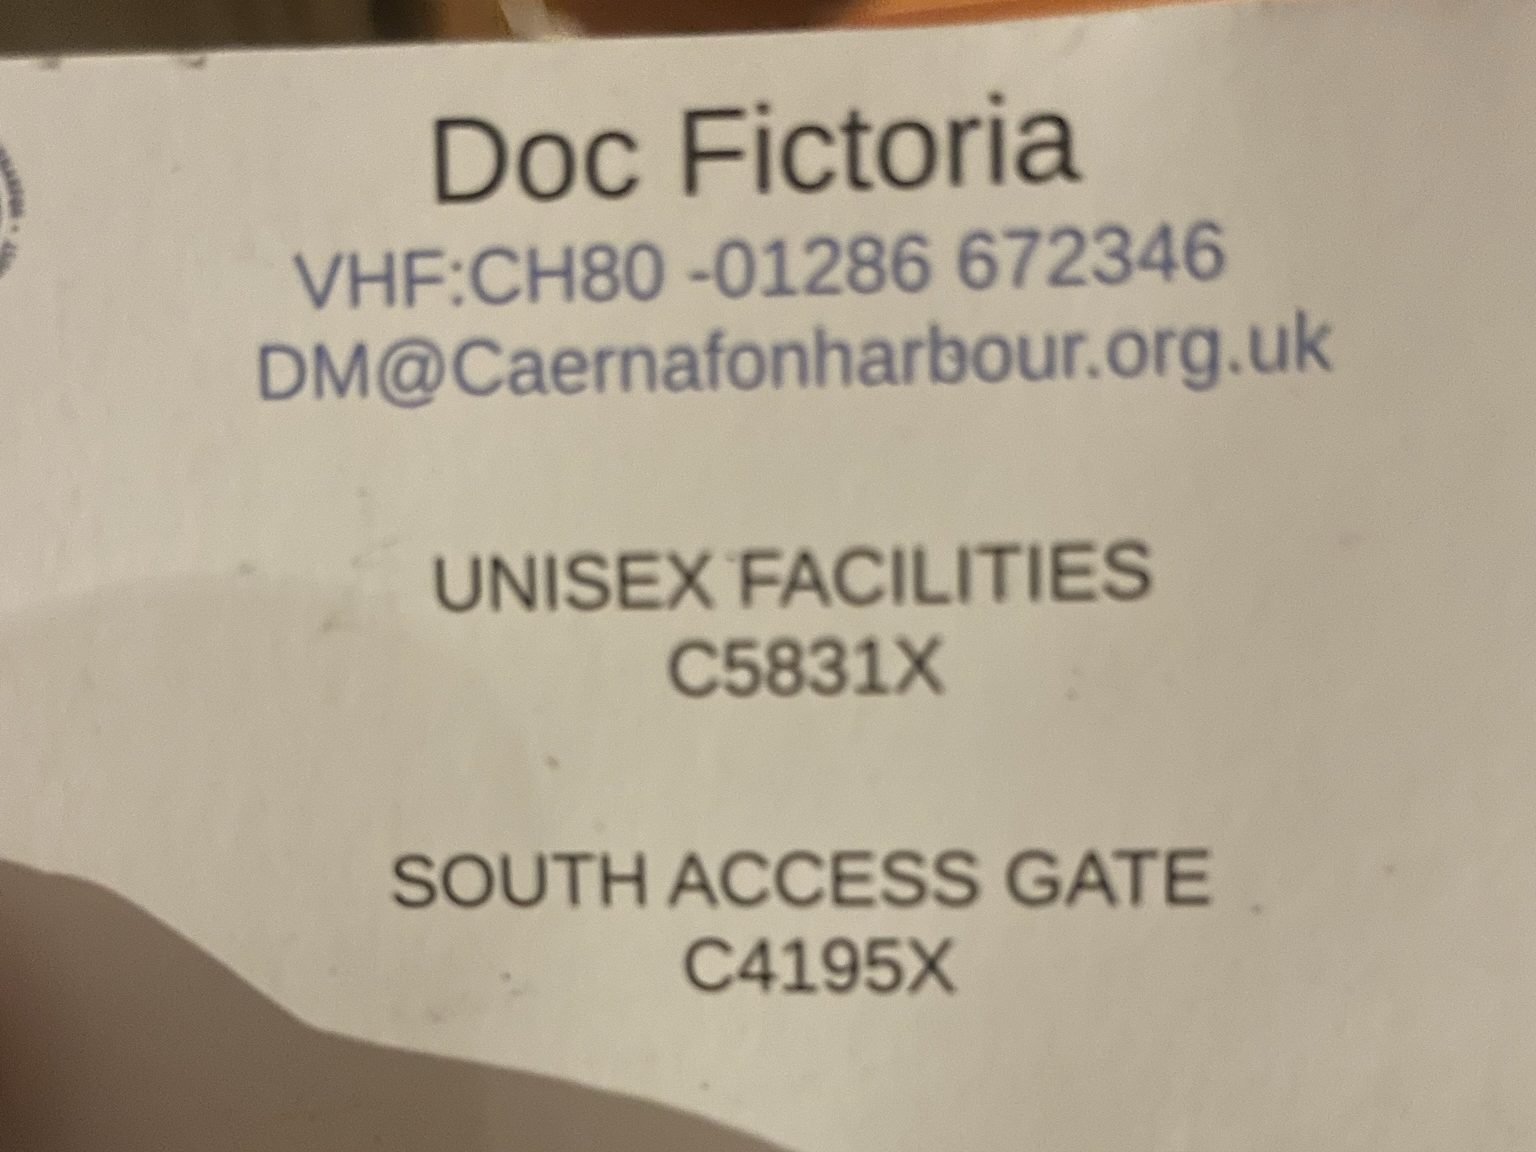 Doc Fictoria
VHF:CH80 -01286 672346
DM@Caernafonharbour.org.uk
UNISEX FACILITIES
C5831X
SOUTH ACCESS GATE
C4195X